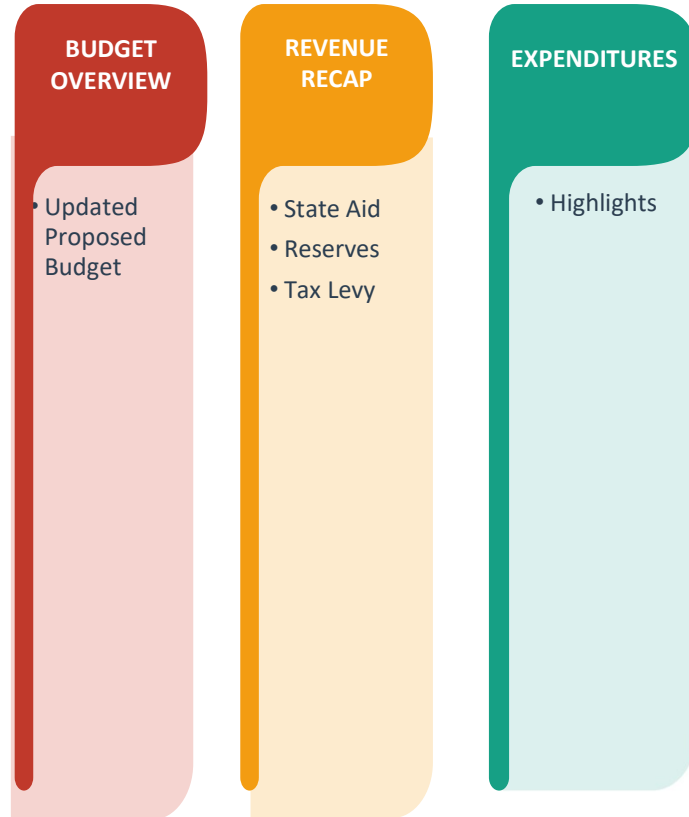 BUDGET
OVERVIEW
• Updated
Proposed
Budget
REVENUE
RECAP
• State Aid
• Reserves
• Tax Levy
EXPENDITURES
• Highlights